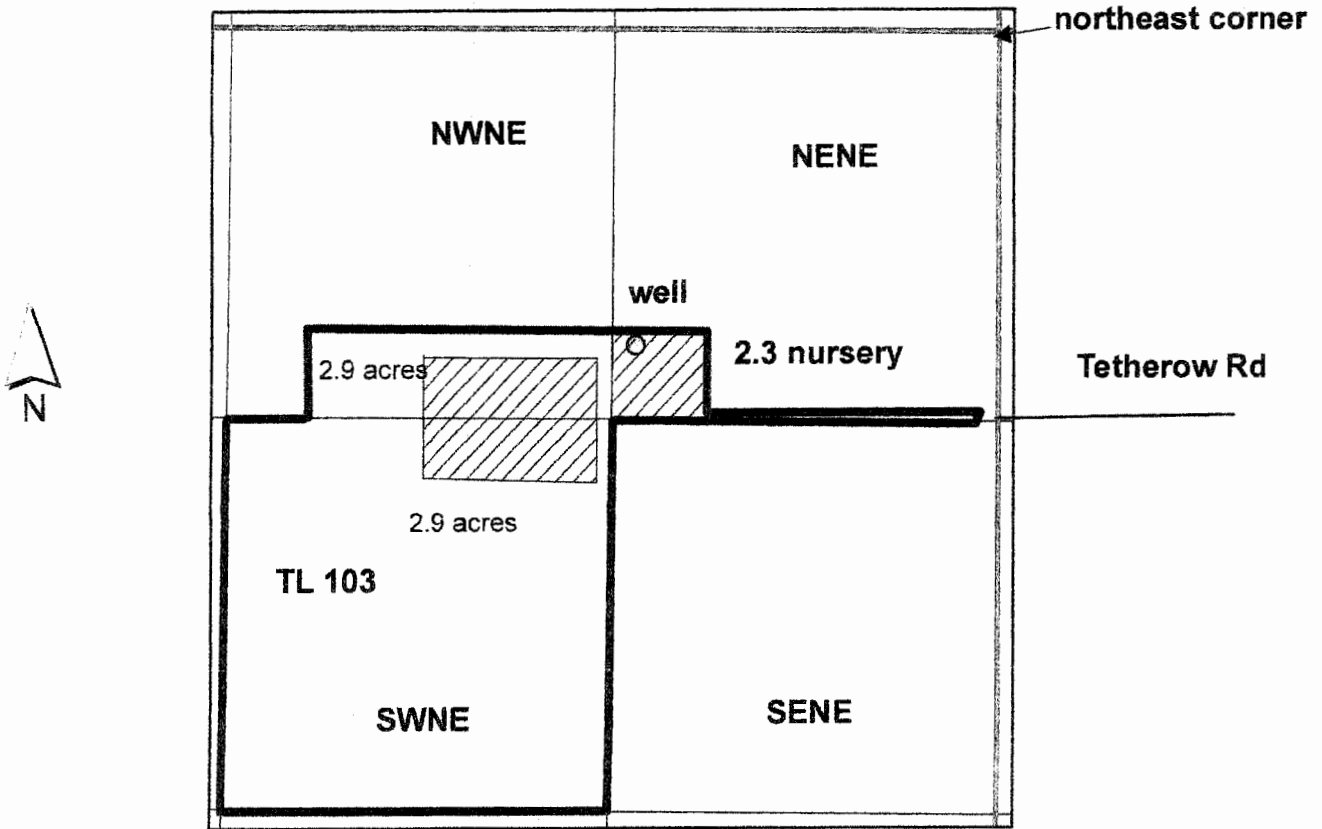 northeast corner
NWNE
NENE
well
2.9 acres
2.3 nursery
Tetherow Rd
N
2.9 acres
TL 103
SWNE
SENE